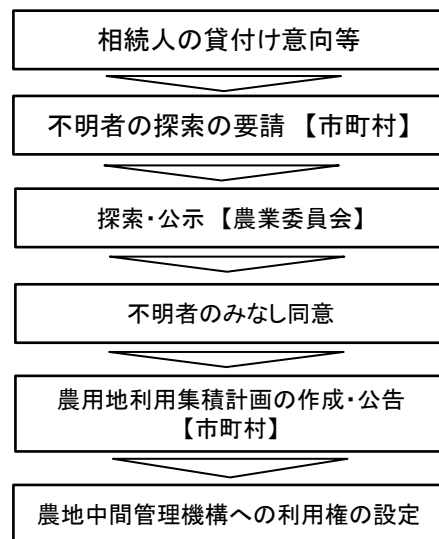 相続人の貸付け意向等
不明者の探索の要請 【市町村】
探索・公示 【農業委員会】
不明者のみなし同意
農用地利用集積計画の作成・公告
【市町村】
農地中間管理機構への利用権の設定